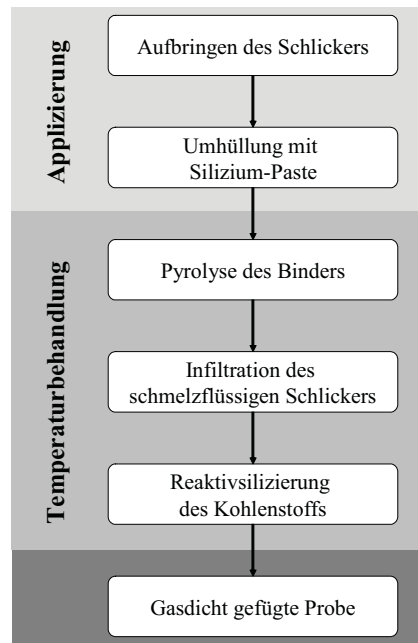 Applizierung
Aufbringen des Schlickers
Umhüllung mit
Silizium-Paste
Temperaturbehandlung
Pyrolyse des Binders
Infiltration des
schmelzflüssigen Schlickers
Reaktivsilizierung
des Kohlenstoffs
Gasdicht gefügte Probe